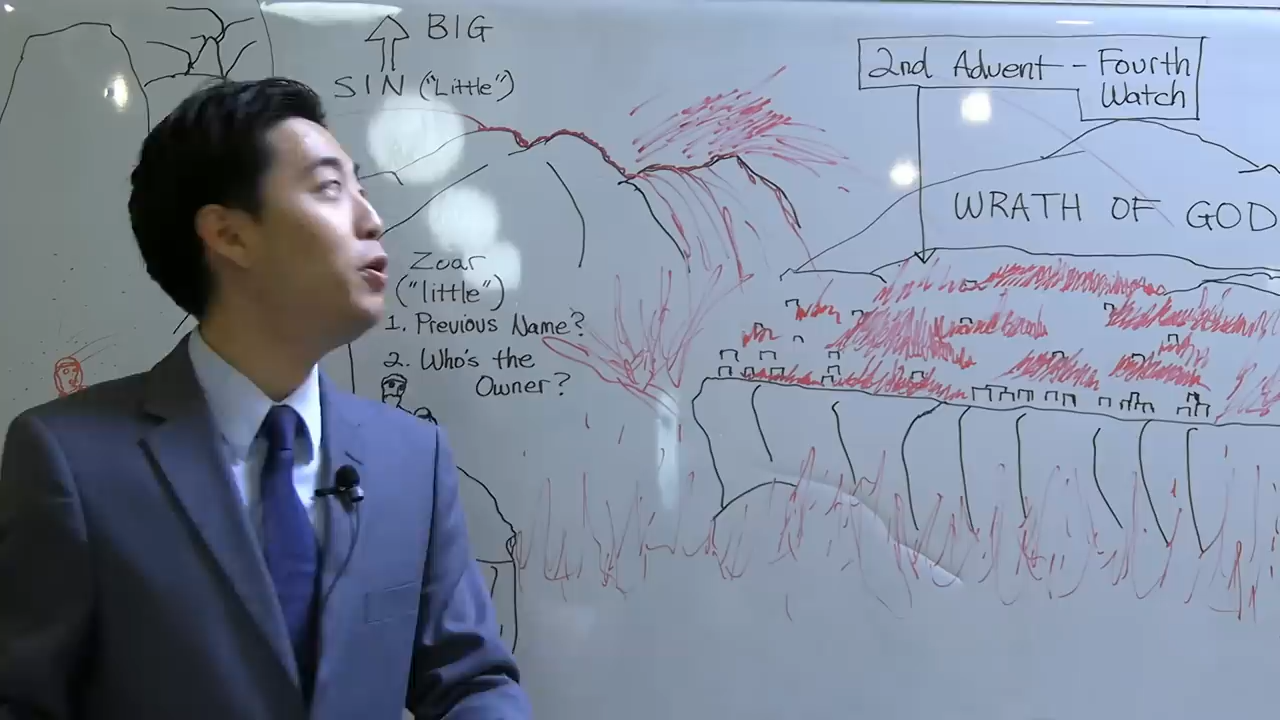 BIG
SIN ("Little")
Zoar
("little")
1. Previous Name?
2. Who's the
Owner?
2nd Advent - Fourth
Watch
WRATH OF GOD